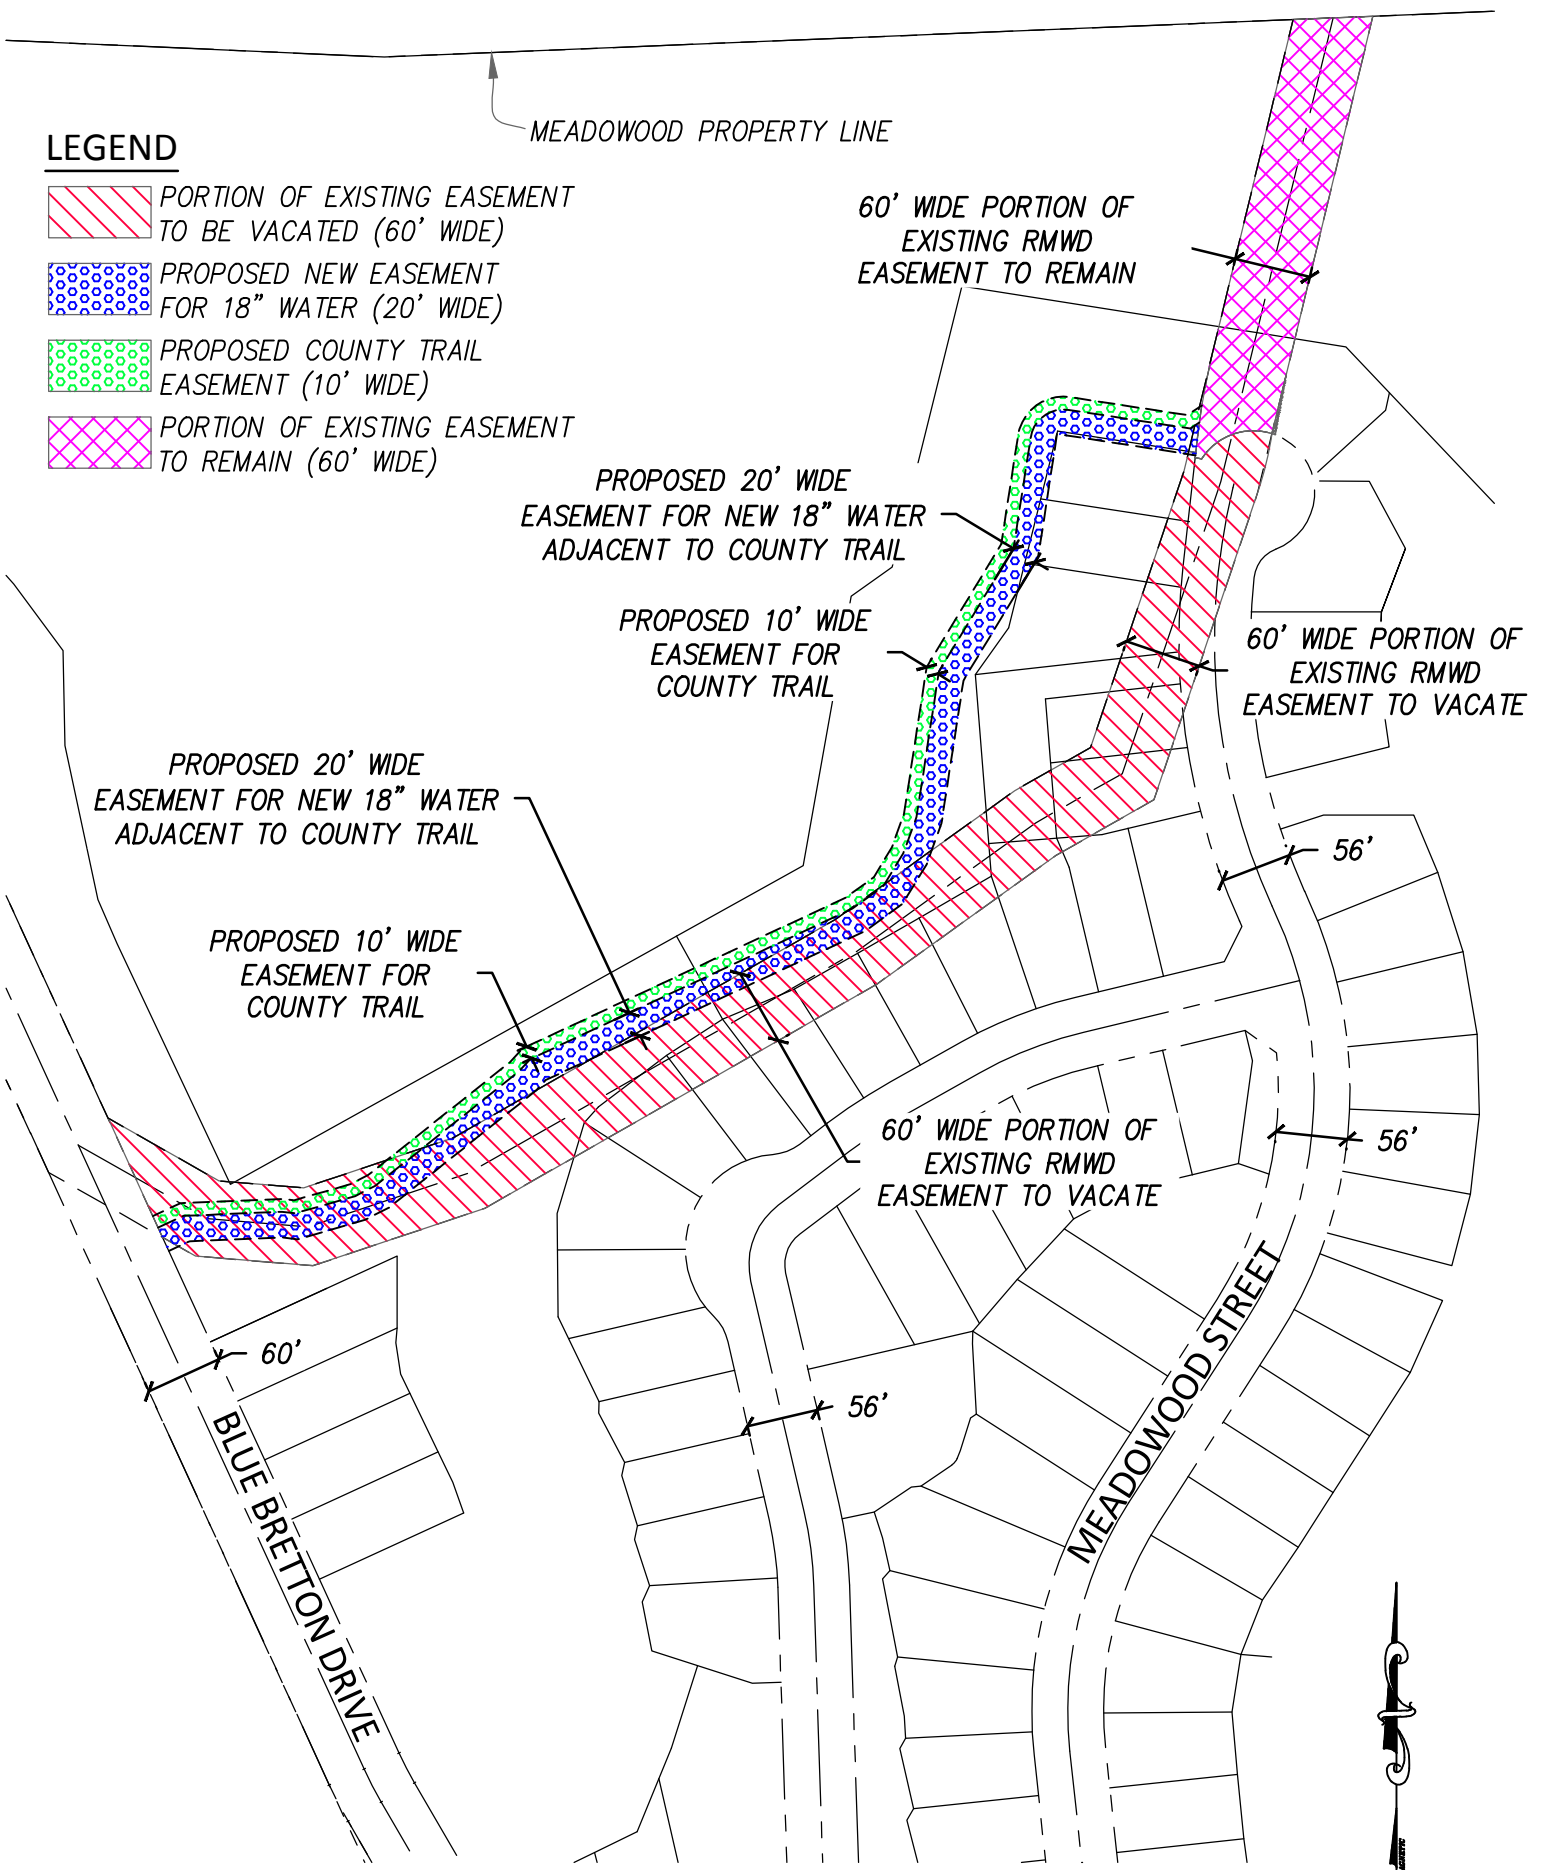 MEADOWOOD PROPERTY LINE
LEGEND
PORTION OF EXISTING EASEMENT
TO BE VACATED (60' WIDE)
PROPOSED NEW EASEMENT
FOR 18" WATER (20' WIDE)
PROPOSED COUNTY TRAIL
EASEMENT (10' WIDE)
PORTION OF EXISTING EASEMENT
TO REMAIN (60' WIDE)
60' WIDE PORTION OF
EXISTING RMWD
EASEMENT TO REMAIN
PROPOSED 20' WIDE
EASEMENT FOR NEW 18" WATER
ADJACENT TO COUNTY TRAIL
PROPOSED 10' WIDE
EASEMENT FOR
COUNTY TRAIL
60' WIDE PORTION OF
EXISTING RMWD
EASEMENT TO VACATE
PROPOSED 20' WIDE
EASEMENT FOR NEW 18" WATER
ADJACENT TO COUNTY TRAIL
56'
PROPOSED 10' WIDE
EASEMENT FOR
COUNTY TRAIL
60' WIDE PORTION OF
EXISTING RMWD
EASEMENT TO VACATE
56'
60'
56'
MEADOWOOD STREET
BLUE BRETTON DRIVE